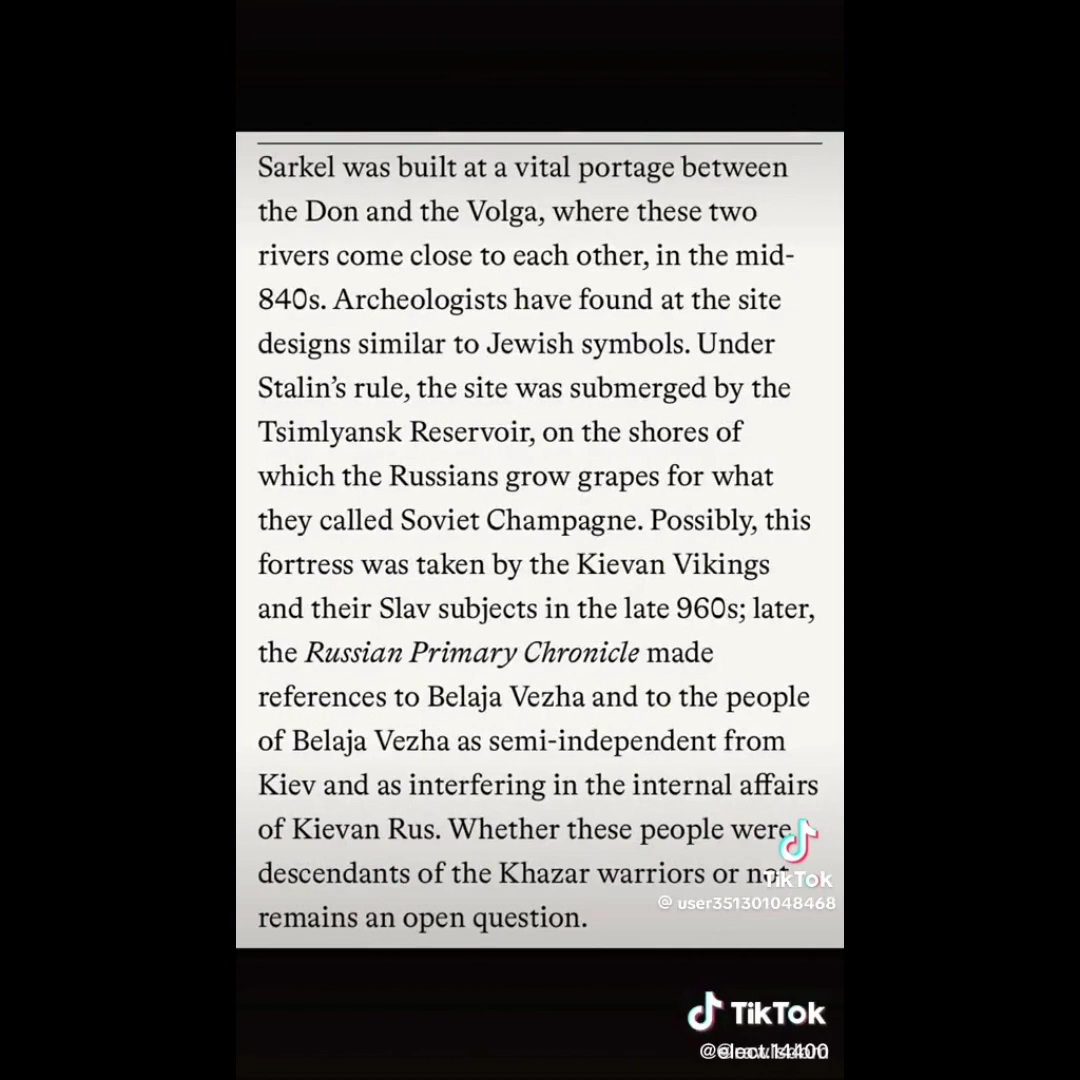 Sarkel was built at a vital portage between
the Don and the Volga, where these two
rivers come close to each other, in the mid-
840s. Archeologists have found at the site
designs similar to Jewish symbols. Under
Stalin’s rule, the site was submerged by the
Tsimlyansk Reservoir, on the shores of
which the Russians grow grapes for what
they called Soviet Champagne. Possibly, this
fortress was taken by the Kievan Vikings
and their Slav subjects in the late 960s; later,
the Russian Primary Chronicle made
references to Belaja Vezha and to the people
of Belaja Vezha as semi-independent from
Kiev and as interfering in the internal affairs
of Kievan Rus. Whether these people were
descendants of the Khazar warriors or not
remains an open question.
TikTok
@ user351301048468
TikTok